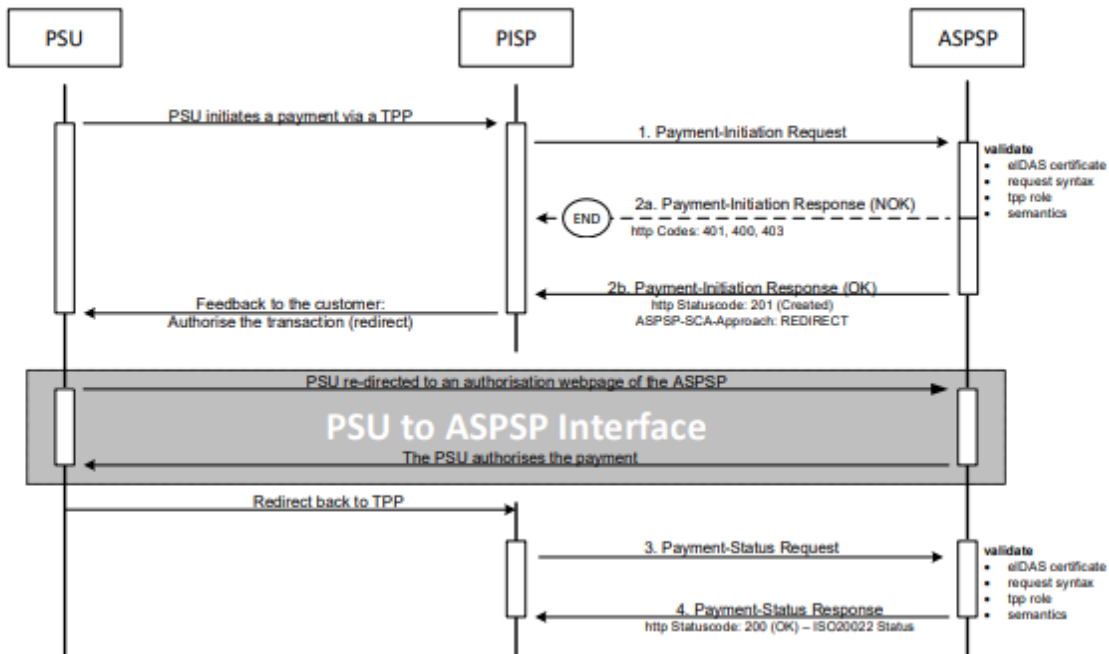 PSU
PISP
ASPSP
PSU initiates a payment via a TPP
1. Payment-Initiation Request
validate
• eIDAS certificate
• request syntax
• tpp role
• semantics
2a. Payment-Initiation Response (NOK)
END
http Codes: 401, 400, 403
2b. Payment-Initiation Response (OK)
http Statuscode: 201 (Created)
ASPSP-SCA-Approach: REDIRECT
Feedback to the customer:
Authorise the transaction (redirect)
PSU re-directed to an authorisation webpage of the ASPSP
PSU to ASPSP Interface
The PSU authorises the payment
Redirect back to TPP
3. Payment-Status Request
validate
• eIDAS certificate
• request syntax
• tpp role
• semantics
4. Payment-Status Response
http Statuscode: 200 (OK) – ISO20022 Status